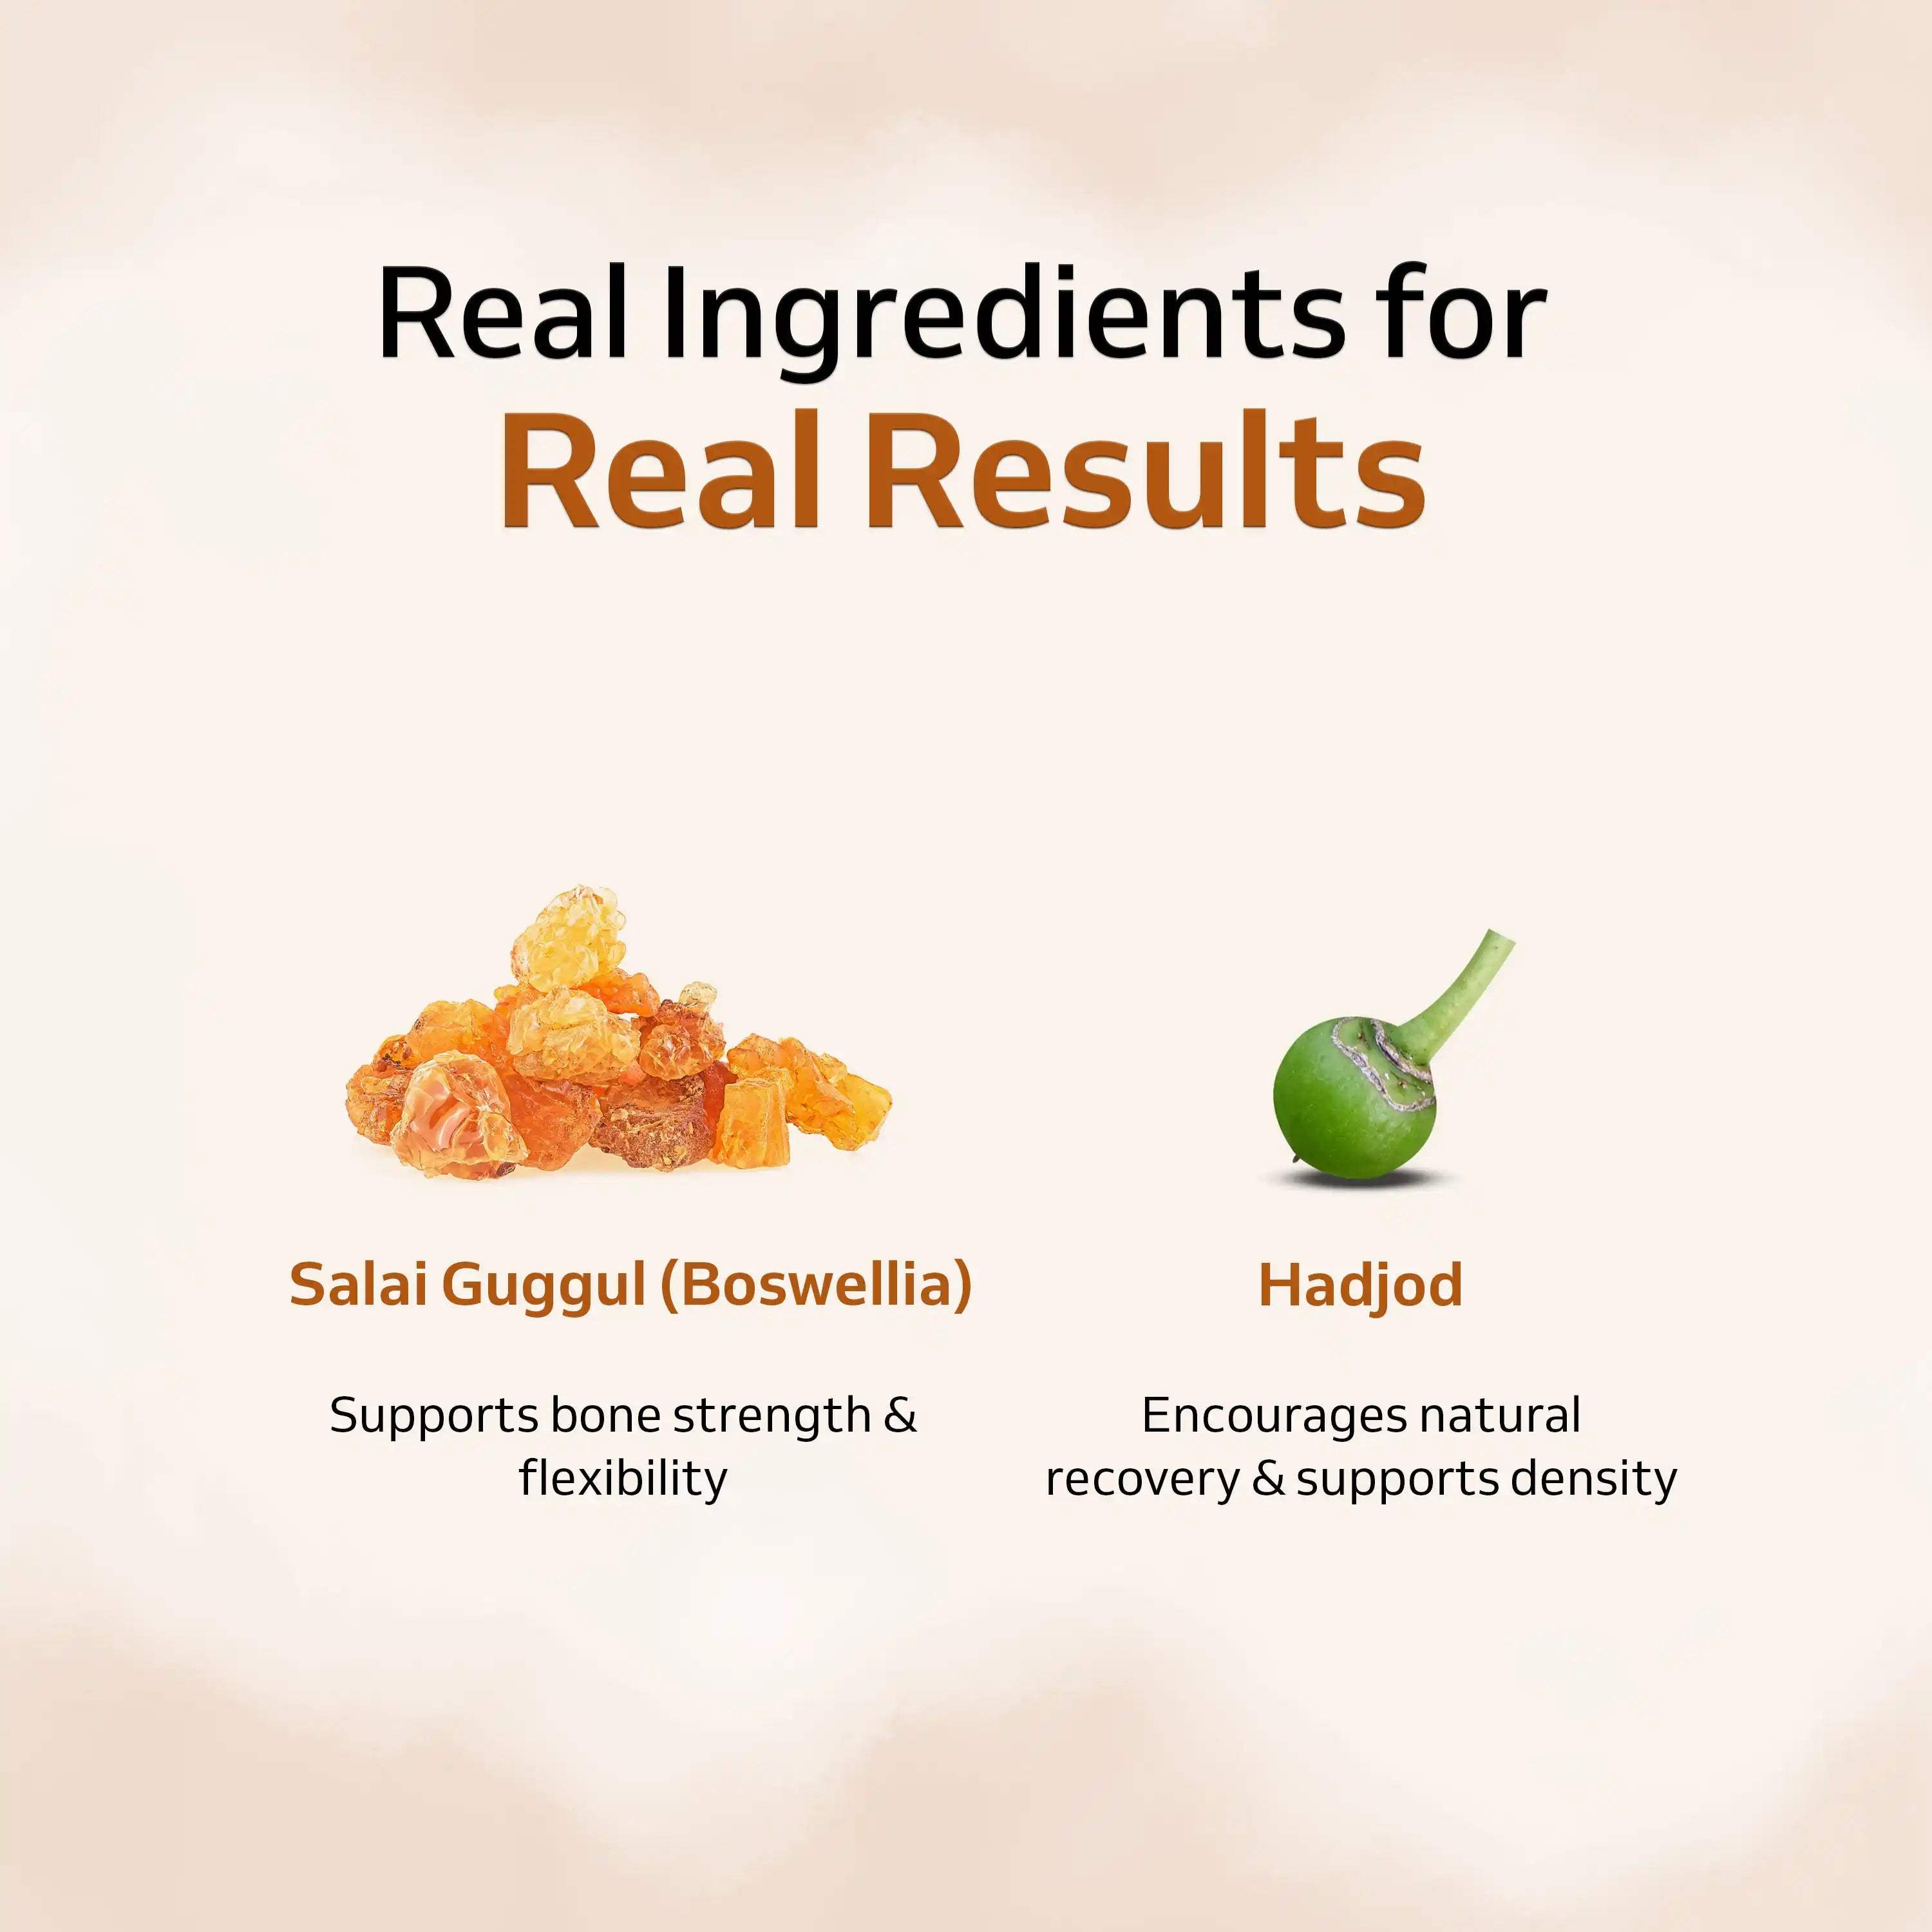 Real Ingredients for
Real Results
Salai Guggul (Boswellia)
Supports bone strength &
flexibility
Hadjod
Encourages natural
recovery & supports density